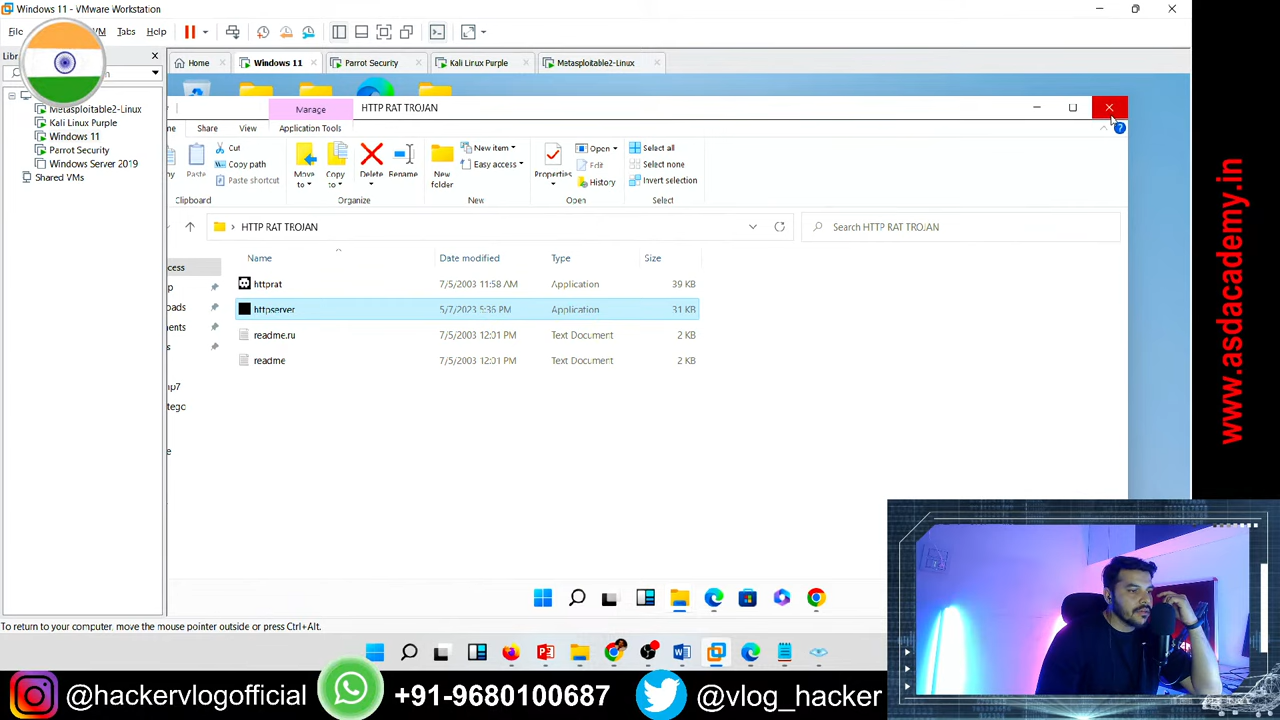 Windows 11 - VMware Workstation
File
VM Tabs Help
Home Windows 11 Parrot Security Kali Linux Purple Metasploitable2-Linux
Metasploitable2-Linux
Kali Linux Purple
Windows 11
Parrot Security
Windows Server 2019
Shared VMs
Manage HTTP RAT TROJAN
Share View Application Tools
Paste
Cut
Copy path
Paste shortcut
Clipboard
Move to
Copy to
Delete
Rename
Organize
New folder
New item
Easy access
New
Properties
Open
Edit
History
Open
Select all
Select none
Invert selection
Select
HTTP RAT TROJAN
Search HTTP RAT TROJAN
Name Date modified Type Size
httprat 7/5/2003 11:58 AM Application 39 KB
httpserver 5/7/2023 5:36 PM Application 31 KB
readme.ru 7/5/2003 12:01 PM Text Document 2 KB
readme 7/5/2003 12:01 PM Text Document 2 KB
To return to your computer, move the mouse pointer outside or press Ctrl+Alt.
www.asdacademy.in
@hackervlogofficial +91-9680100687 @vlog_hacker